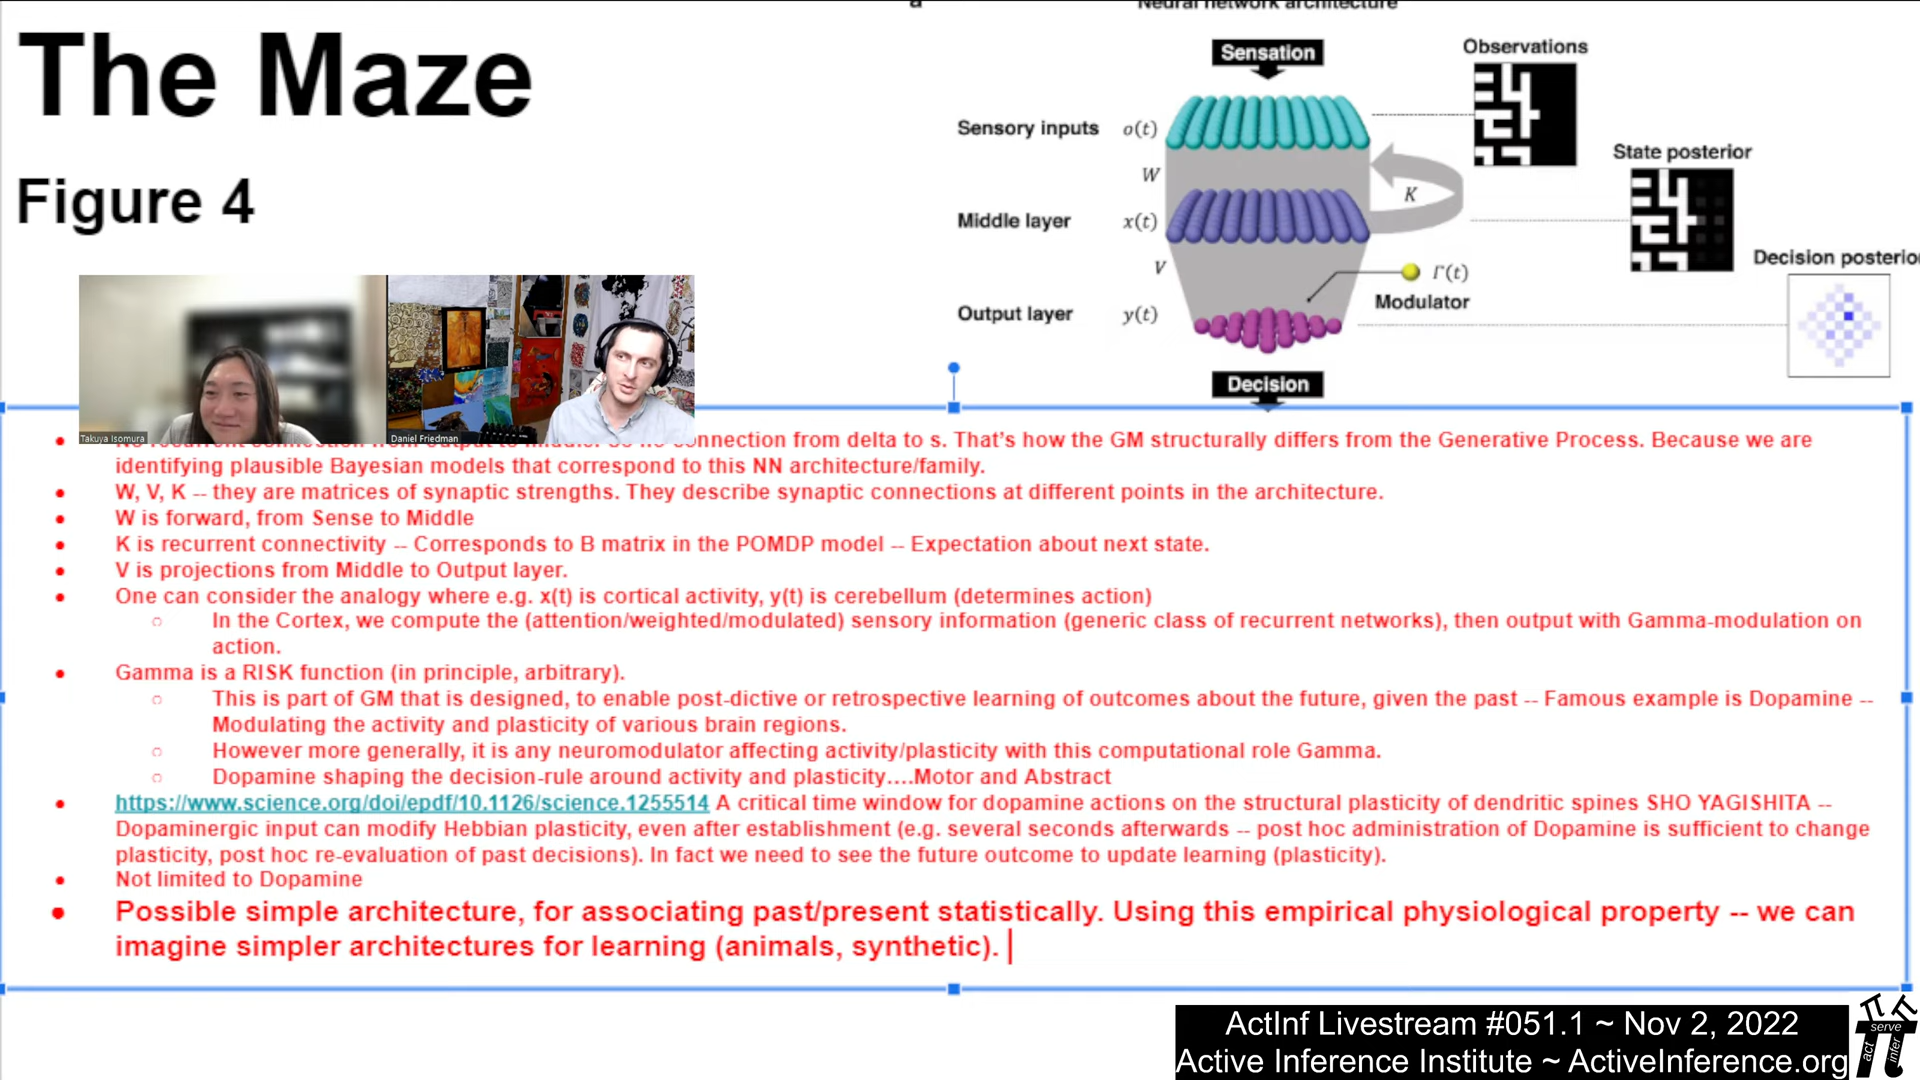 The Maze
Figure 4
Neural network architecture
Sensation
Observations
Sensory inputs o(t)
W
State posterior
K
Middle layer x(t)
V
Decision posterior
Γ(t)
Modulator
Output layer y(t)
Decision
Takuya Isomura
Daniel Friedman
connection from delta to s. That's how the GM structurally differs from the Generative Process. Because we are
identifying plausible Bayesian models that correspond to this NN architecture/family.
W, V, K -- they are matrices of synaptic strengths. They describe synaptic connections at different points in the architecture.
W is forward, from Sense to Middle
K is recurrent connectivity -- Corresponds to B matrix in the POMDP model -- Expectation about next state.
V is projections from Middle to Output layer.
One can consider the analogy where e.g. x(t) is cortical activity, y(t) is cerebellum (determines action)
In the Cortex, we compute the (attention/weighted/modulated) sensory information (generic class of recurrent networks), then output with Gamma-modulation on
action.
Gamma is a RISK function (in principle, arbitrary).
This is part of GM that is designed, to enable post-dictive or retrospective learning of outcomes about the future, given the past -- Famous example is Dopamine --
Modulating the activity and plasticity of various brain regions.
However more generally, it is any neuromodulator affecting activity/plasticity with this computational role Gamma.
Dopamine shaping the decision-rule around activity and plasticity....Motor and Abstract
https://www.science.org/doi/epdf/10.1126/science.1255514 A critical time window for dopamine actions on the structural plasticity of dendritic spines SHO YAGISHITA --
Dopaminergic input can modify Hebbian plasticity, even after establishment (e.g. several seconds afterwards -- post hoc administration of Dopamine is sufficient to change
plasticity, post hoc re-evaluation of past decisions). In fact we need to see the future outcome to update learning (plasticity).
Not limited to Dopamine
Possible simple architecture, for associating past/present statistically. Using this empirical physiological property -- we can
imagine simpler architectures for learning (animals, synthetic).
ActInf Livestream #051.1 ~ Nov 2, 2022
Active Inference Institute ~ ActiveInference.org
serve
act
infer